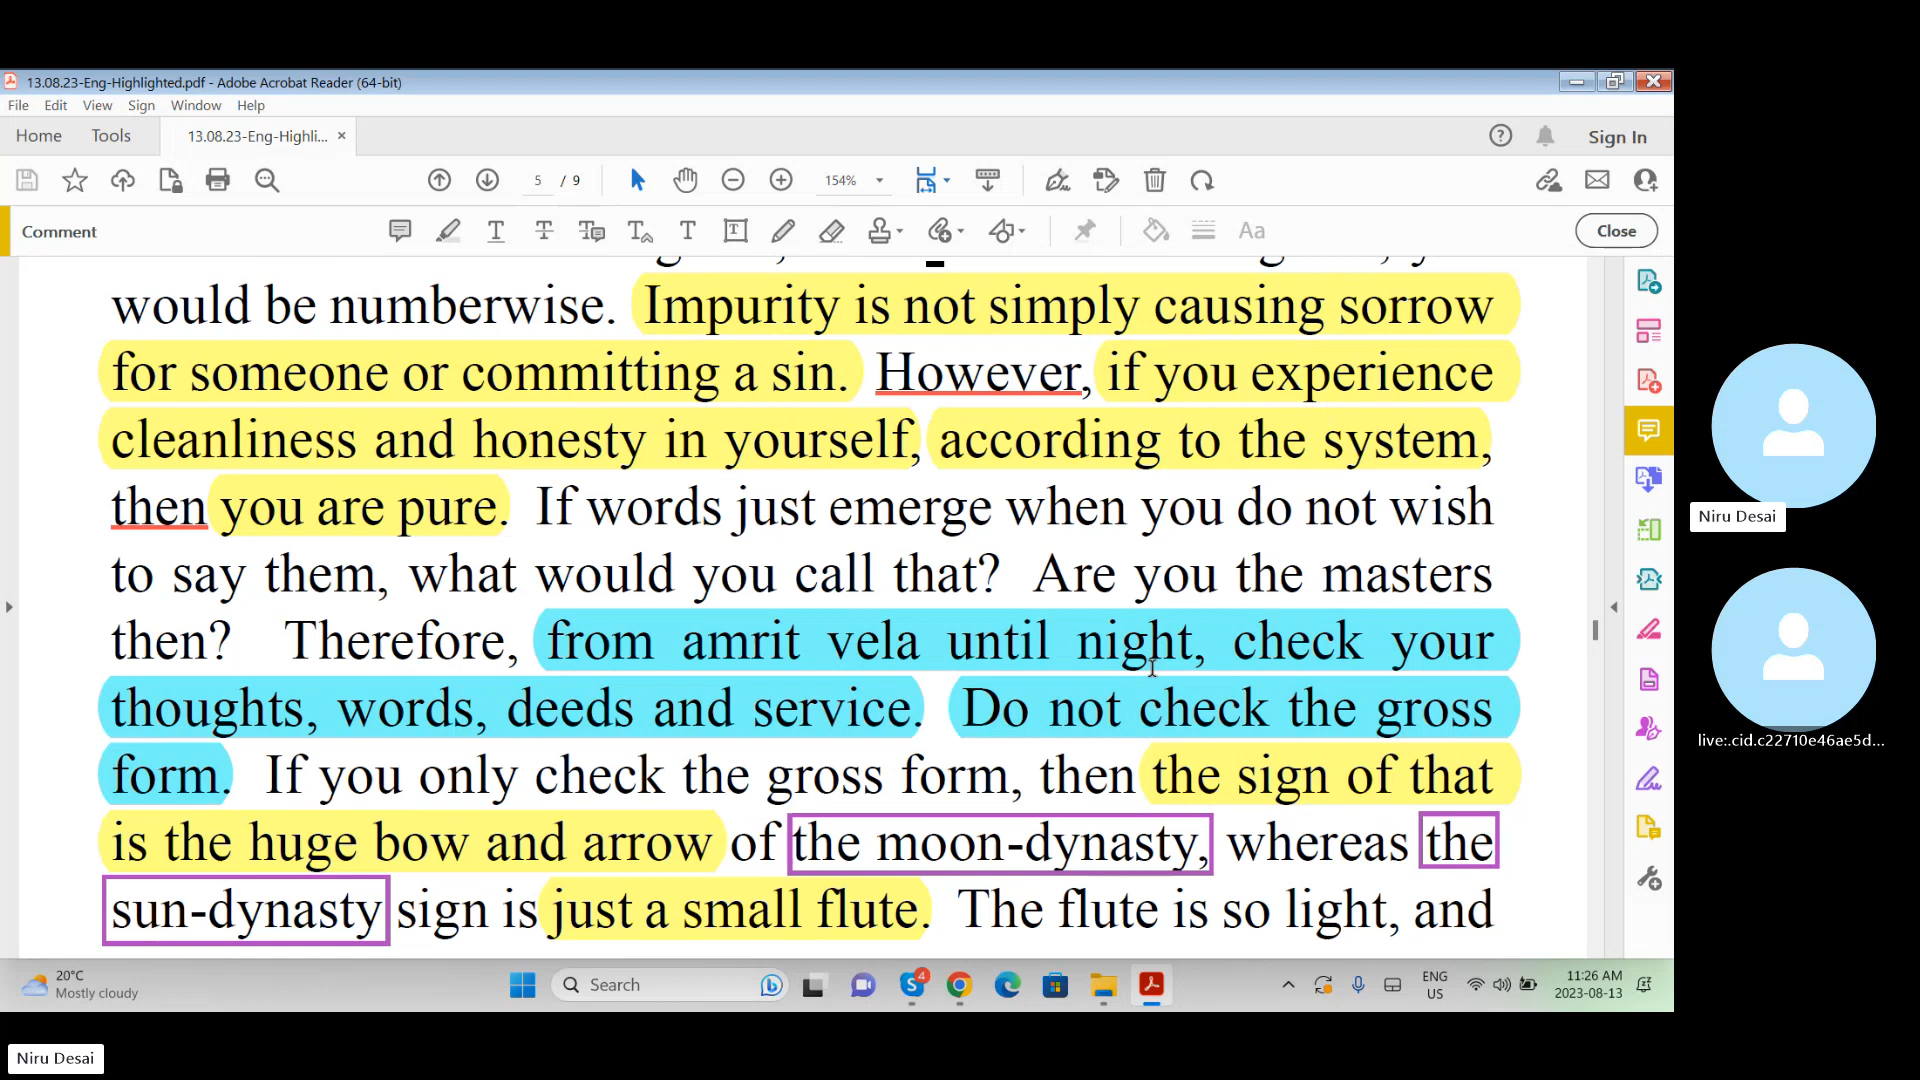 13.08.23-Eng-Highlighted.pdf - Adobe Acrobat Reader (64-bit)
File Edit View Sign Window Help
Home Tools 13.08.23-Eng-Highli... × Sign In
5 / 9 154%
Comment Aa Close
would be numberwise. Impurity is not simply causing sorrow
for someone or committing a sin. However, if you experience
cleanliness and honesty in yourself, according to the system,
then you are pure. If words just emerge when you do not wish
to say them, what would you call that? Are you the masters
then? Therefore, from amrit vela until night, check your
thoughts, words, deeds and service. Do not check the gross
form. If you only check the gross form, then the sign of that
is the huge bow and arrow of the moon-dynasty, whereas the
sun-dynasty sign is just a small flute. The flute is so light, and
Niru Desai
live:.cid.c22710e46ae5d...
20°C
Mostly cloudy
Search
4
ENG
US
11:26 AM
2023-08-13
Niru Desai